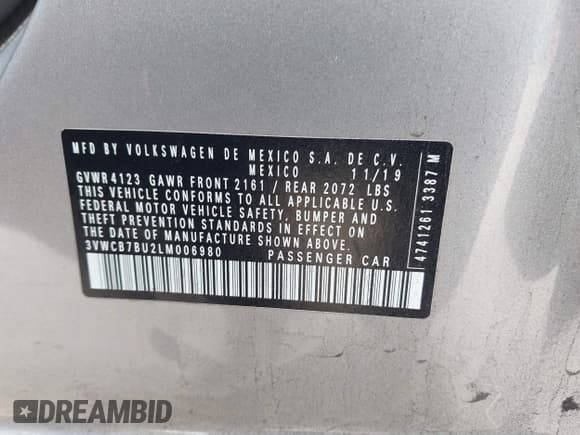 MFD BY VOLKSWAGEN DE MEXICO S.A. DE C.V.
MEXICO 11/19
GVWR 4123 GAWR FRONT 2161 / REAR 2072 LBS
THIS VEHICLE CONFORMS TO ALL APPLICABLE U.S.
FEDERAL MOTOR VEHICLE SAFETY, BUMPER AND
THEFT PREVENTION STANDARDS IN EFFECT ON
THE DATE OF MANUFACTURE SHOWN ABOVE.
3VWCB7BU2LM006980 PASSENGER CAR
4741261 3387 M
DREAMBID